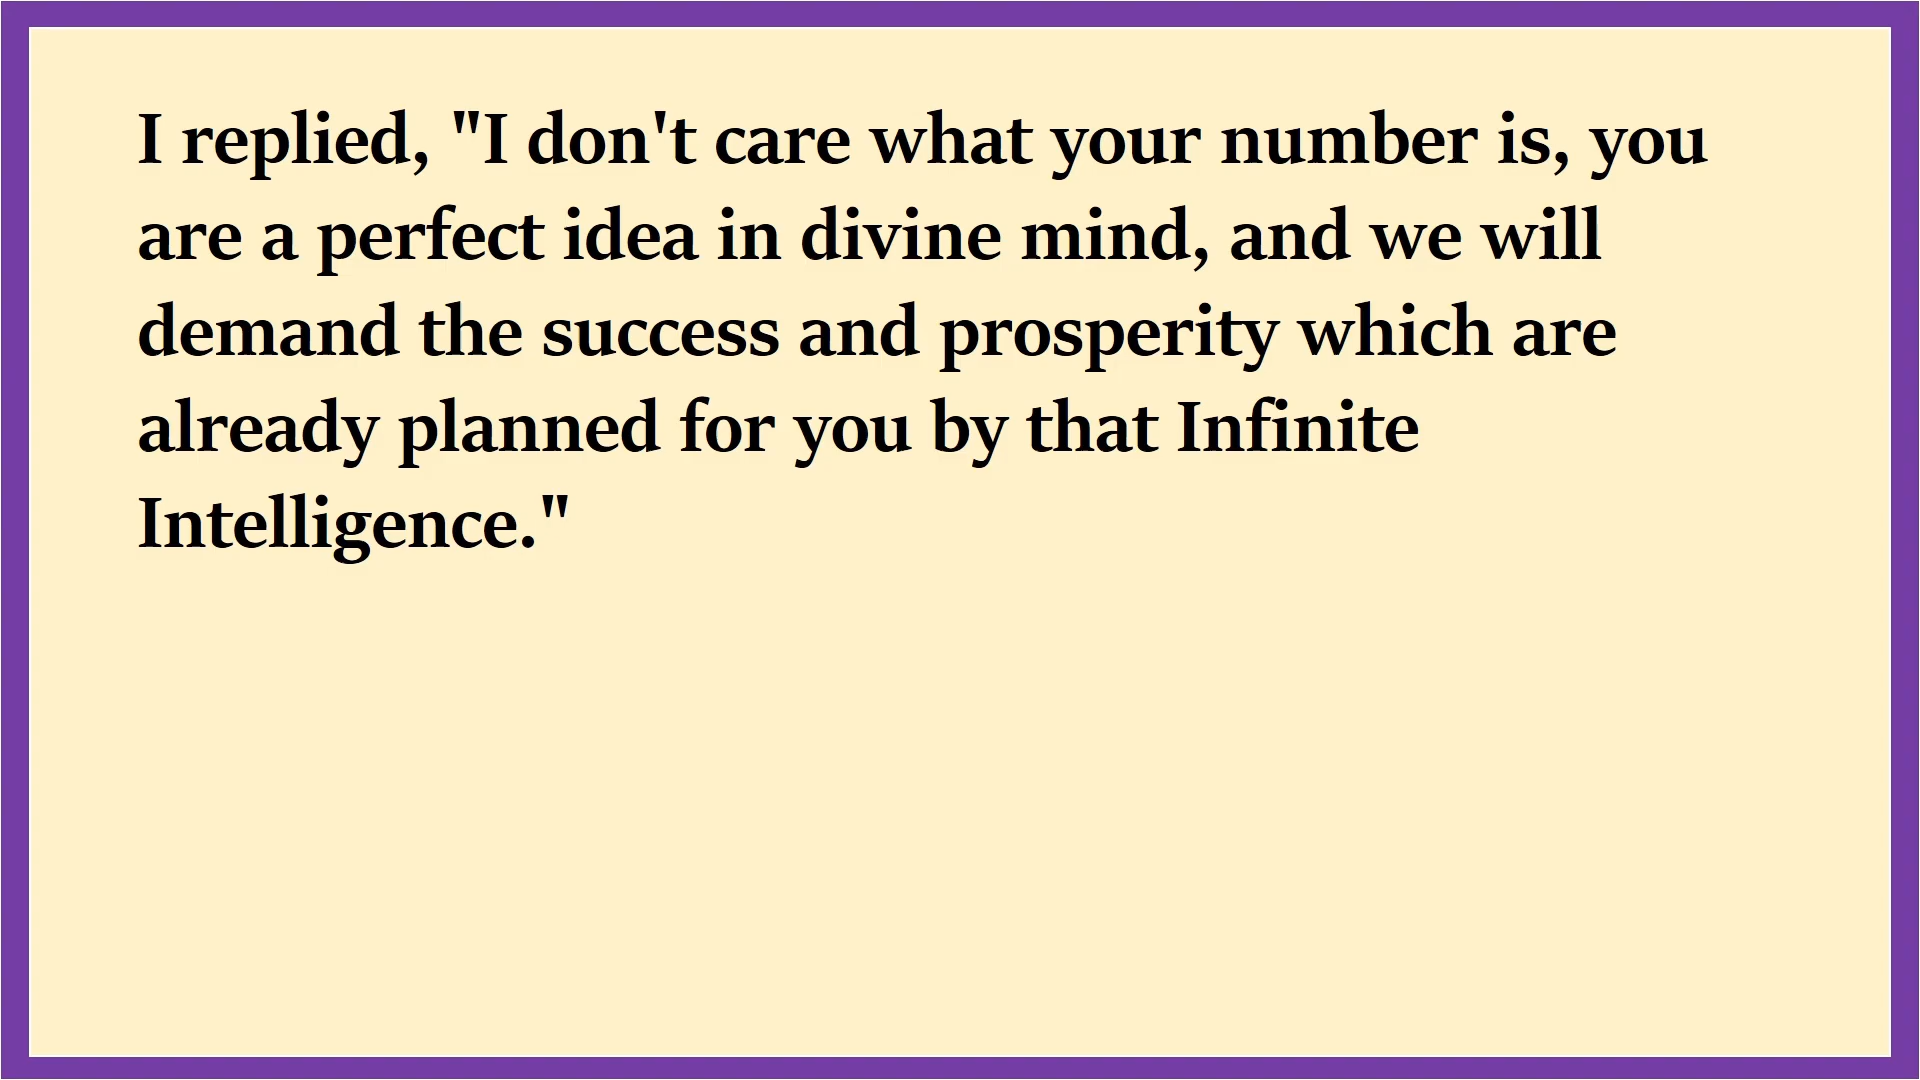 I replied, "I don't care what your number is, you
are a perfect idea in divine mind, and we will
demand the success and prosperity which are
already planned for you by that Infinite
Intelligence."